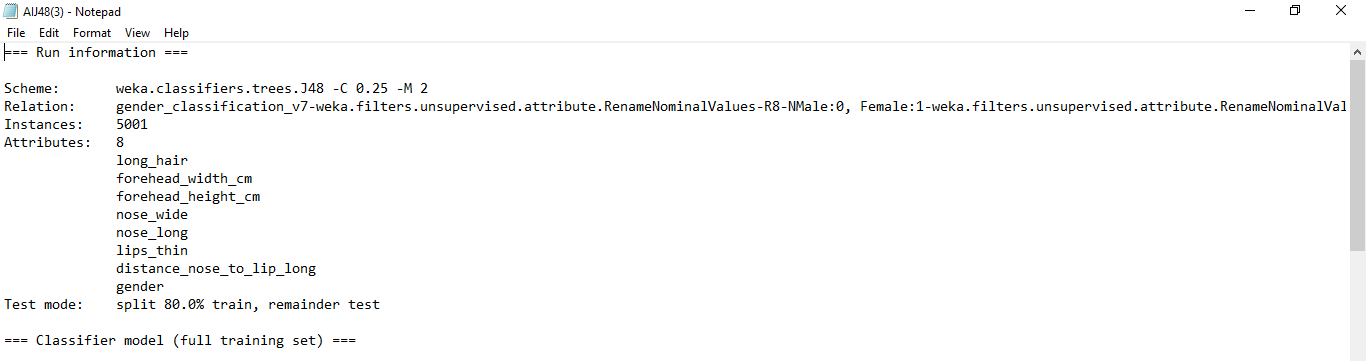 AIJ48(3) - Notepad
File Edit Format View Help
=== Run information ===
Scheme: weka.classifiers.trees.J48 -C 0.25 -M 2
Relation: gender_classification_v7-weka.filters.unsupervised.attribute.RenameNominalValues-R8-NMale:0, Female:1-weka.filters.unsupervised.attribute.RenameNominalVal
Instances: 5001
Attributes: 8
long_hair
forehead_width_cm
forehead_height_cm
nose_wide
nose_long
lips_thin
distance_nose_to_lip_long
gender
Test mode: split 80.0% train, remainder test
=== Classifier model (full training set) ===